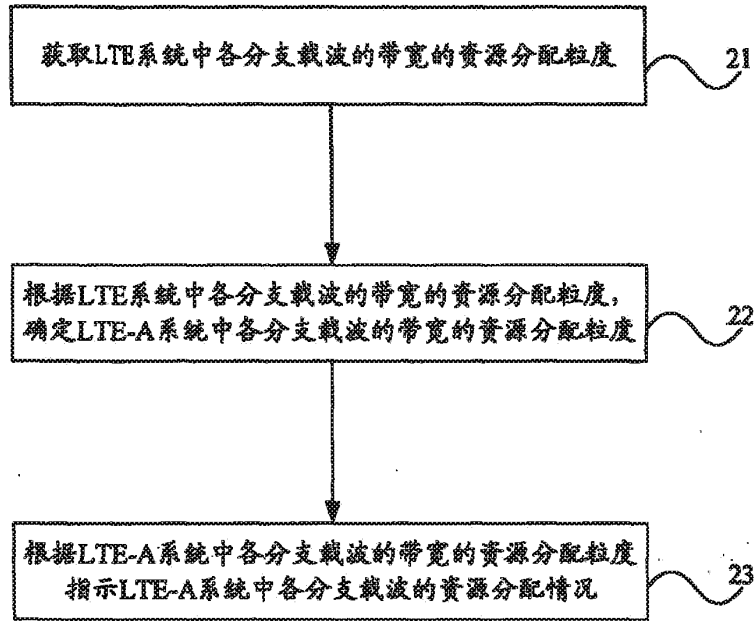 获取LTE系统中各分支载波的带宽的资源分配粒度
21
根据LTE系统中各分支载波的带宽的资源分配粒度,
确定LTE-A系统中各分支载波的带宽的资源分配粒度
22
根据LTE-A系统中各分支载波的带宽的资源分配粒度
指示LTE-A系统中各分支载波的资源分配情况
23